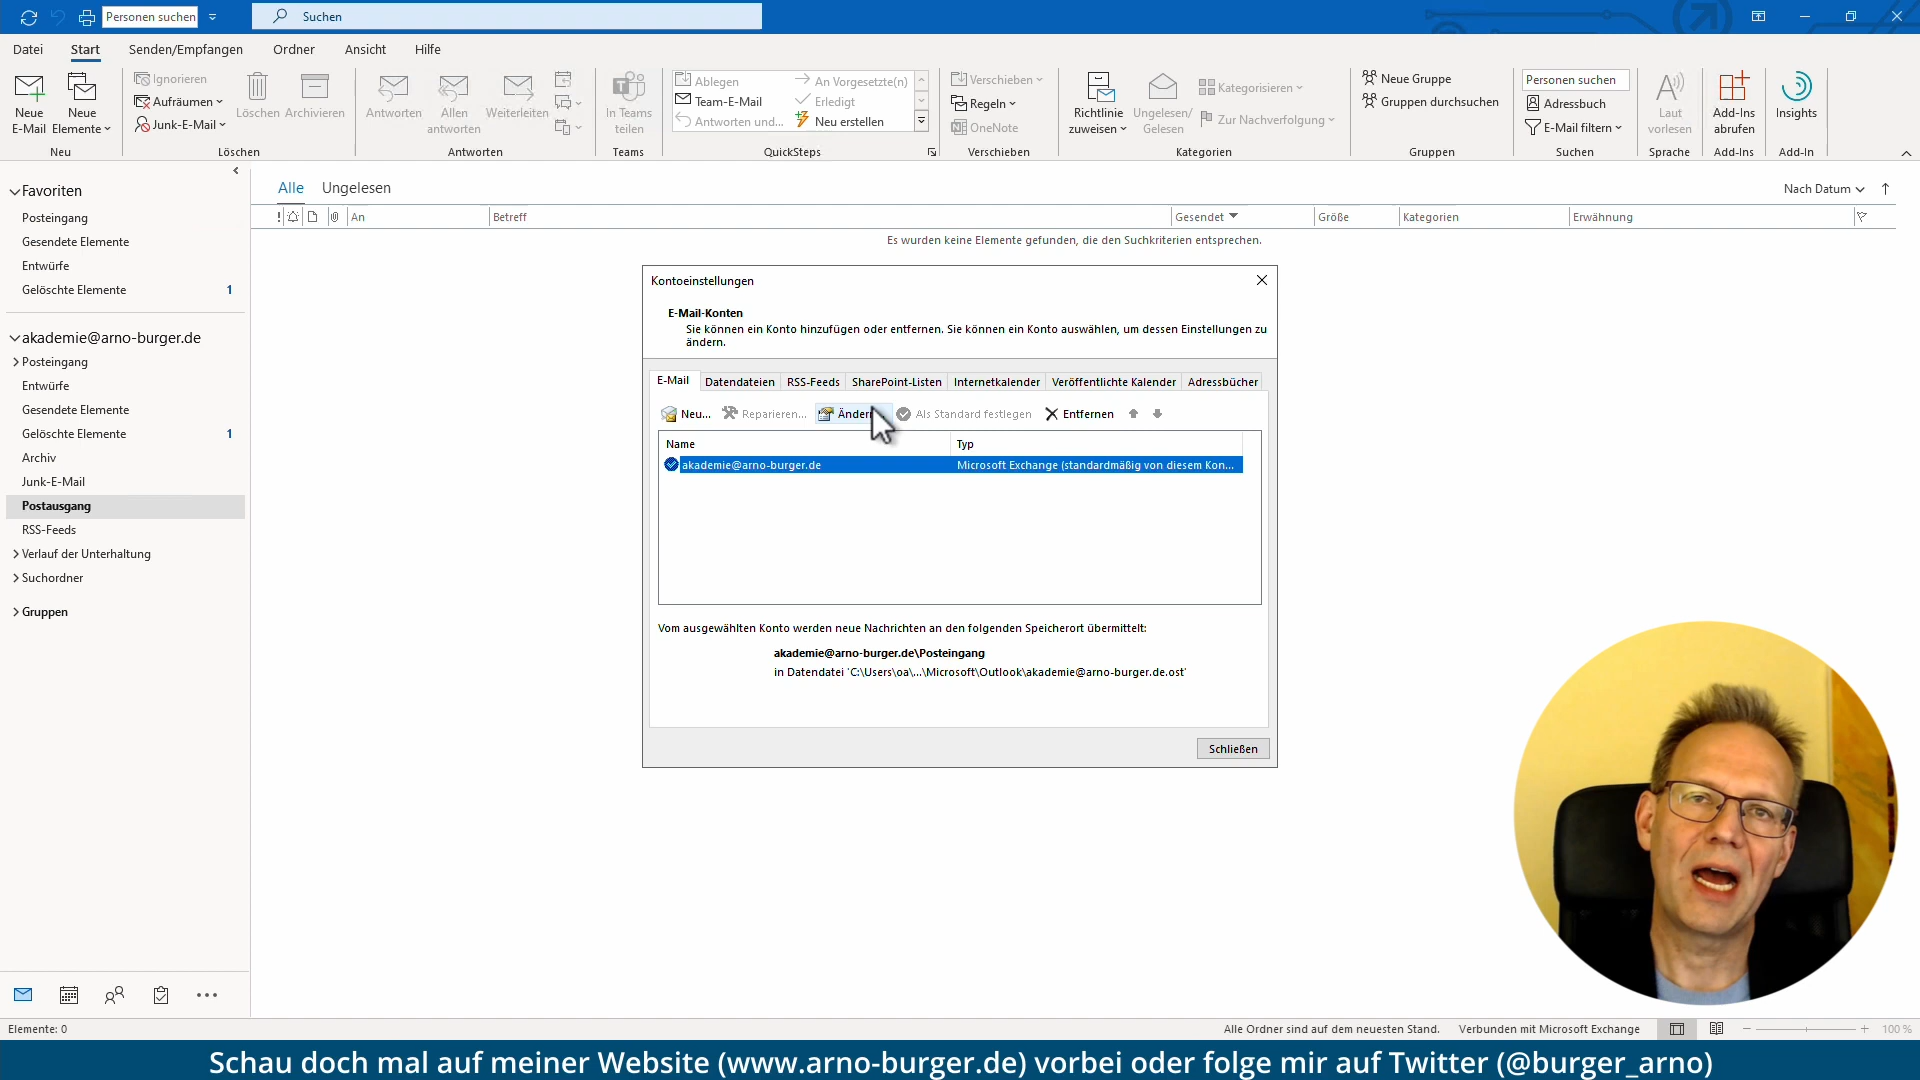 Personen suchen
Suchen
Datei
Start
Senden/Empfangen
Ordner
Ansicht
Hilfe
Neue
E-Mail
Neue
Elemente
Neu
Ignorieren
Aufräumen
Junk-E-Mail
Löschen
Archivieren
Löschen
Antworten
Allen
antworten
Weiterleiten
Antworten
In Teams
teilen
Teams
Ablegen
Team-E-Mail
Antworten und...
An Vorgesetzte(n)
Erledigt
Neu erstellen
QuickSteps
Verschieben
Regeln
OneNote
Verschieben
Richtlinie
zuweisen
Ungelesen/
Gelesen
Kategorisieren
Zur Nachverfolgung
Kategorien
Neue Gruppe
Gruppen durchsuchen
Gruppen
Personen suchen
Adressbuch
E-Mail filtern
Suchen
Laut
vorlesen
Sprache
Add-Ins
abrufen
Add-Ins
Insights
Add-In
Favoriten
Posteingang
Gesendete Elemente
Entwürfe
Gelöschte Elemente 1
akademie@arno-burger.de
Posteingang
Entwürfe
Gesendete Elemente
Gelöschte Elemente 1
Archiv
Junk-E-Mail
Postausgang
RSS-Feeds
Verlauf der Unterhaltung
Suchordner
Gruppen
Alle Ungelesen
Nach Datum
! An Betreff Gesendet Größe Kategorien Erwähnung
Es wurden keine Elemente gefunden, die den Suchkriterien entsprechen.
Kontoeinstellungen
E-Mail-Konten
Sie können ein Konto hinzufügen oder entfernen. Sie können ein Konto auswählen, um dessen Einstellungen zu
ändern.
E-Mail Datendateien RSS-Feeds SharePoint-Listen Internetkalender Veröffentlichte Kalender Adressbücher
Neu... Reparieren... Als Standard festlegen Entfernen
Name Typ
akademie@arno-burger.de Microsoft Exchange (standardmäßig von diesem Kon...
Vom ausgewählten Konto werden neue Nachrichten an den folgenden Speicherort übermittelt:
akademie@arno-burger.de\Posteingang
in Datendatei 'C:\Users\oa\...\Microsoft\Outlook\akademie@arno-burger.de.ost'
Schließen
Elemente: 0
Alle Ordner sind auf dem neuesten Stand.
Verbunden mit Microsoft Exchange
100 %
Schau doch mal auf meiner Website (www.arno-burger.de) vorbei oder folge mir auf Twitter (@burger_arno)